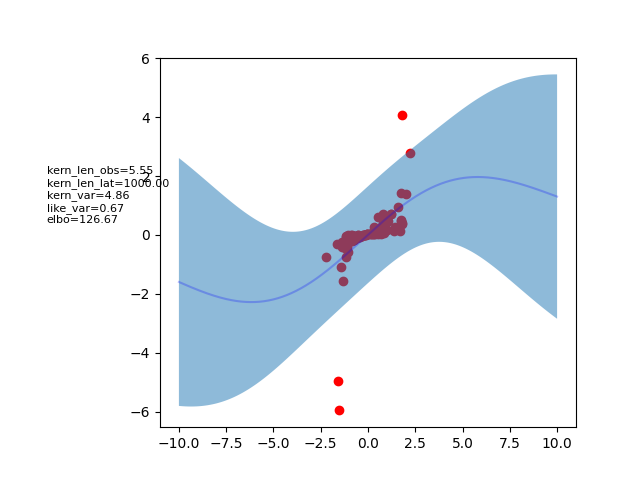 6
4
2
0
−2
−4
−6
kern_len_obs=5.55
kern_len_lat=1000.00
kern_var=4.86
like_var=0.67
elbo=126.67
−10.0 −7.5 −5.0 −2.5 0.0 2.5 5.0 7.5 10.0